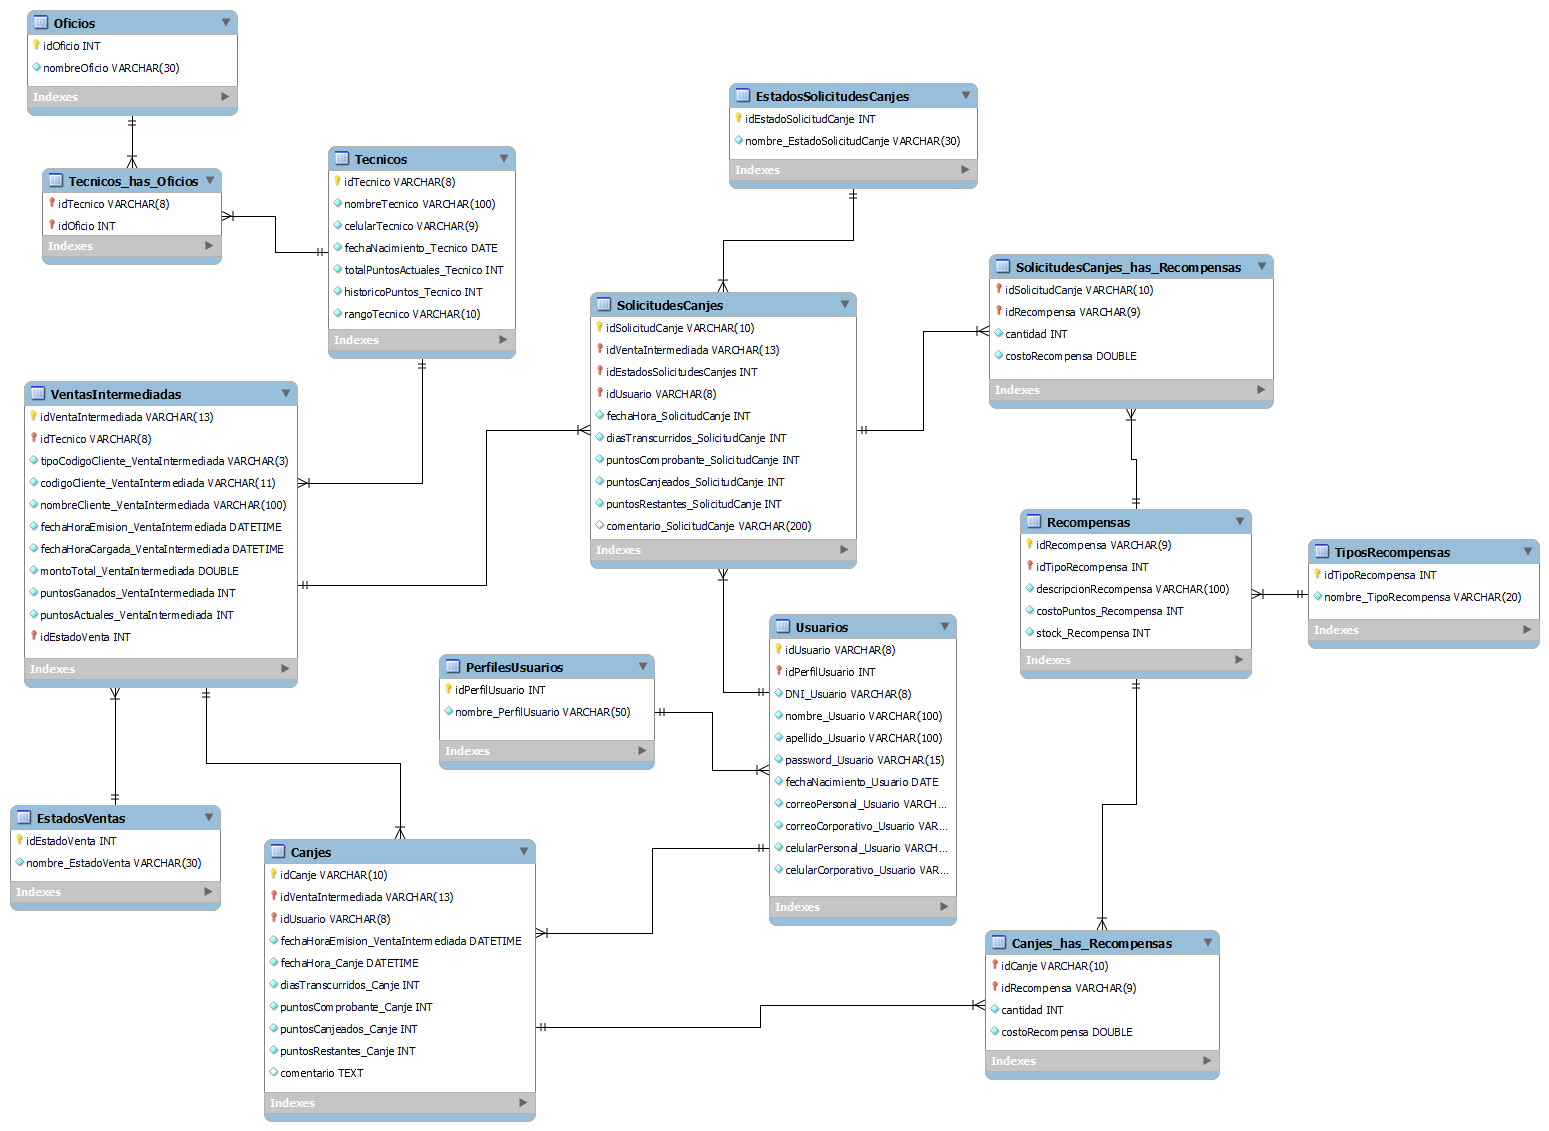 Oficios
idOficio INT
nombreOficio VARCHAR(30)
Indexes
Tecnicos_has_Oficios
idTecnico VARCHAR(8)
idOficio INT
Indexes
Tecnicos
idTecnico VARCHAR(8)
nombreTecnico VARCHAR(100)
celularTecnico VARCHAR(9)
fechaNacimiento_Tecnico DATE
totalPuntosActuales_Tecnico INT
historicoPuntos_Tecnico INT
rangoTecnico VARCHAR(10)
Indexes
EstadosSolicitudesCanjes
idEstadoSolicitudCanje INT
nombre_EstadoSolicitudCanje VARCHAR(30)
Indexes
SolicitudesCanjes_has_Recompensas
idSolicitudCanje VARCHAR(10)
idRecompensa VARCHAR(9)
cantidad INT
costoRecompensa DOUBLE
Indexes
SolicitudesCanjes
idSolicitudCanje VARCHAR(10)
idVentaIntermediada VARCHAR(13)
idEstadosSolicitudesCanjes INT
idUsuario VARCHAR(8)
fechaHora_SolicitudCanje INT
diasTranscurridos_SolicitudCanje INT
puntosComprobante_SolicitudCanje INT
puntosCanjeados_SolicitudCanje INT
puntosRestantes_SolicitudCanje INT
comentario_SolicitudCanje VARCHAR(200)
Indexes
VentasIntermediadas
idVentaIntermediada VARCHAR(13)
idTecnico VARCHAR(8)
tipoCodigoCliente_VentaIntermediada VARCHAR(3)
codigoCliente_VentaIntermediada VARCHAR(11)
nombreCliente_VentaIntermediada VARCHAR(100)
fechaHoraEmision_VentaIntermediada DATETIME
fechaHoraCargada_VentaIntermediada DATETIME
montoTotal_VentaIntermediada DOUBLE
puntosGanados_VentaIntermediada INT
puntosActuales_VentaIntermediada INT
idEstadoVenta INT
Indexes
Recompensas
idRecompensa VARCHAR(9)
idTipoRecompensa INT
descripcionRecompensa VARCHAR(100)
costoPuntos_Recompensa INT
stock_Recompensa INT
Indexes
TiposRecompensas
idTipoRecompensa INT
nombre_TipoRecompensa VARCHAR(20)
Indexes
PerfilesUsuarios
idPerfilUsuario INT
nombre_PerfilUsuario VARCHAR(50)
Indexes
Usuarios
idUsuario VARCHAR(8)
idPerfilUsuario INT
DNI_Usuario VARCHAR(8)
nombre_Usuario VARCHAR(100)
apellido_Usuario VARCHAR(100)
password_Usuario VARCHAR(15)
fechaNacimiento_Usuario DATE
correoPersonal_Usuario VARCH...
correoCorporativo_Usuario VAR...
celularPersonal_Usuario VARCH...
celularCorporativo_Usuario VAR...
Indexes
EstadosVentas
idEstadoVenta INT
nombre_EstadoVenta VARCHAR(30)
Indexes
Canjes
idCanje VARCHAR(10)
idVentaIntermediada VARCHAR(13)
idUsuario VARCHAR(8)
fechaHoraEmision_VentaIntermediada DATETIME
fechaHora_Canje DATETIME
diasTranscurridos_Canje INT
puntosComprobante_Canje INT
puntosCanjeados_Canje INT
puntosRestantes_Canje INT
comentario TEXT
Indexes
Canjes_has_Recompensas
idCanje VARCHAR(10)
idRecompensa VARCHAR(9)
cantidad INT
costoRecompensa DOUBLE
Indexes